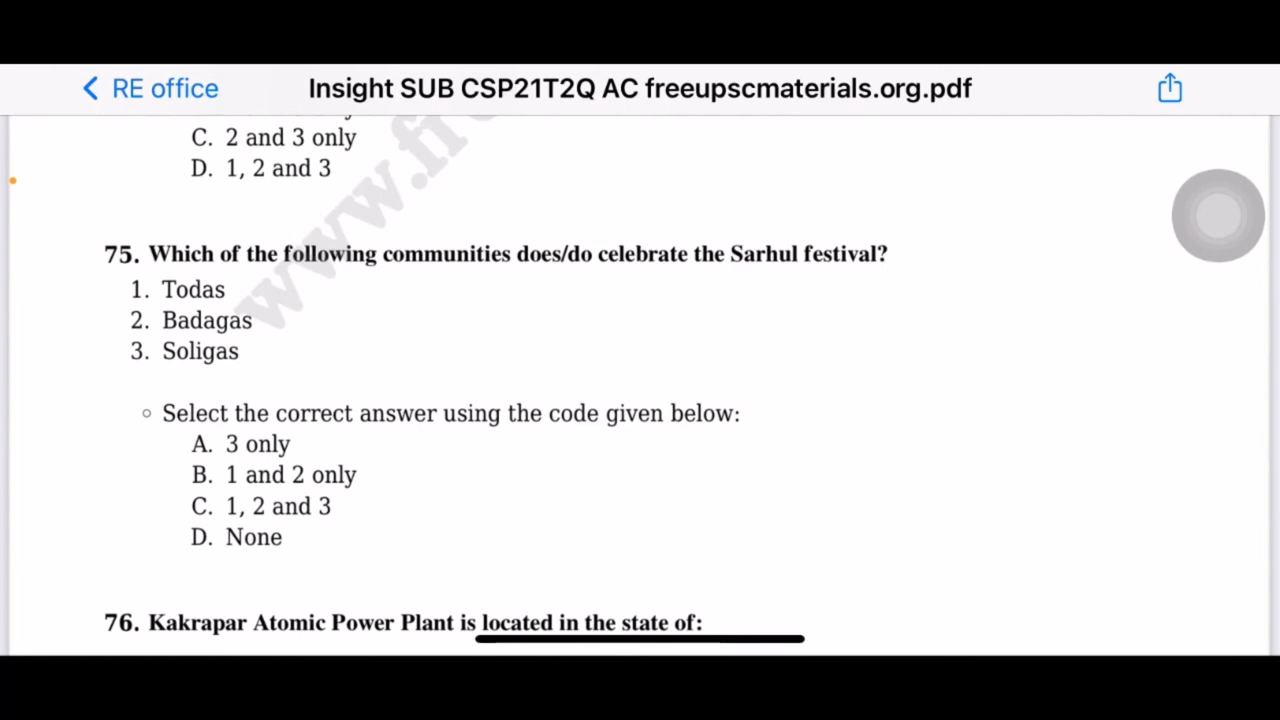 RE office
Insight SUB CSP21T2Q AC freeupscmaterials.org.pdf
C. 2 and 3 only
D. 1, 2 and 3
www.
75. Which of the following communities does/do celebrate the Sarhul festival?
1. Todas
2. Badagas
3. Soligas
Select the correct answer using the code given below:
A. 3 only
B. 1 and 2 only
C. 1, 2 and 3
D. None
76. Kakrapar Atomic Power Plant is located in the state of: